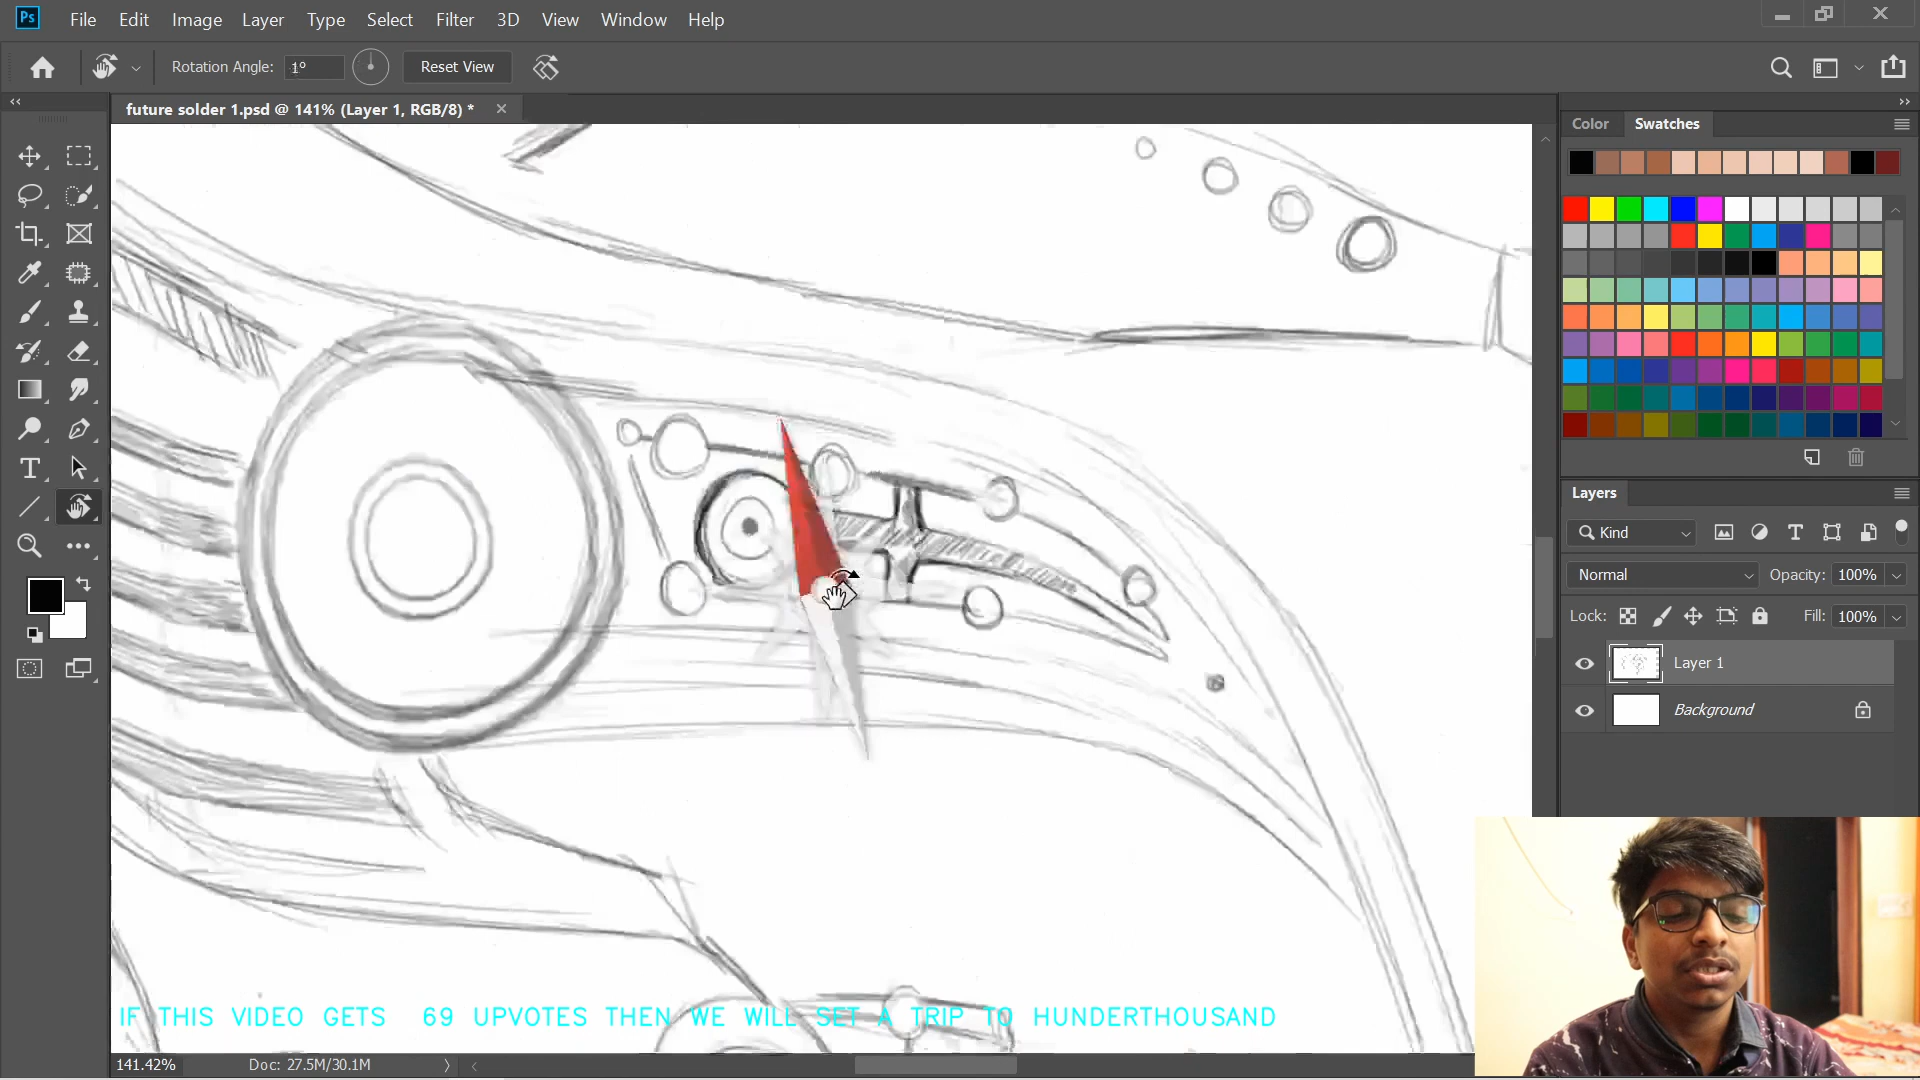 Ps File Edit Image Layer Type Select Filter 3D View Window Help
Rotation Angle: 1° Reset View
future solder 1.psd @ 141% (Layer 1, RGB/8) *
Color Swatches
Layers
Kind
Normal Opacity: 100%
Lock: Fill: 100%
Layer 1
Background
IF THIS VIDEO GETS 69 UPVOTES THEN WE WILL SET A TRIP TO HUNDERTHOUSAND
141.42% Doc: 27.5M/30.1M